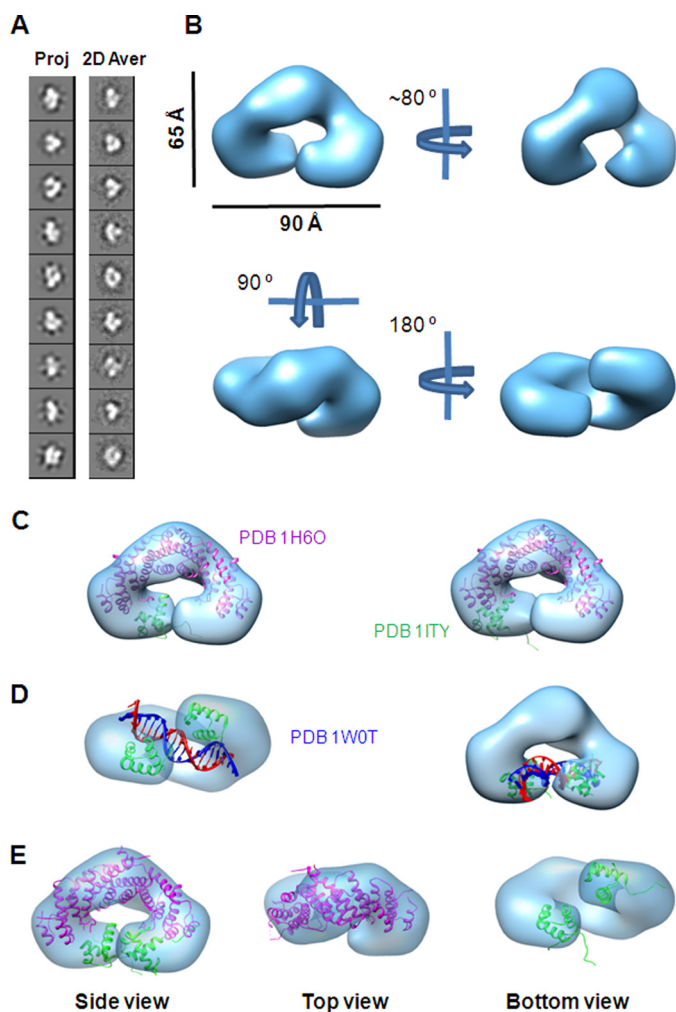 A
B
Proj 2D Aver
65 Å
~80 º
90 Å
90 º
180 º
C
PDB 1H6O
PDB 1ITY
D
PDB 1W0T
E
Side view Top view Bottom view